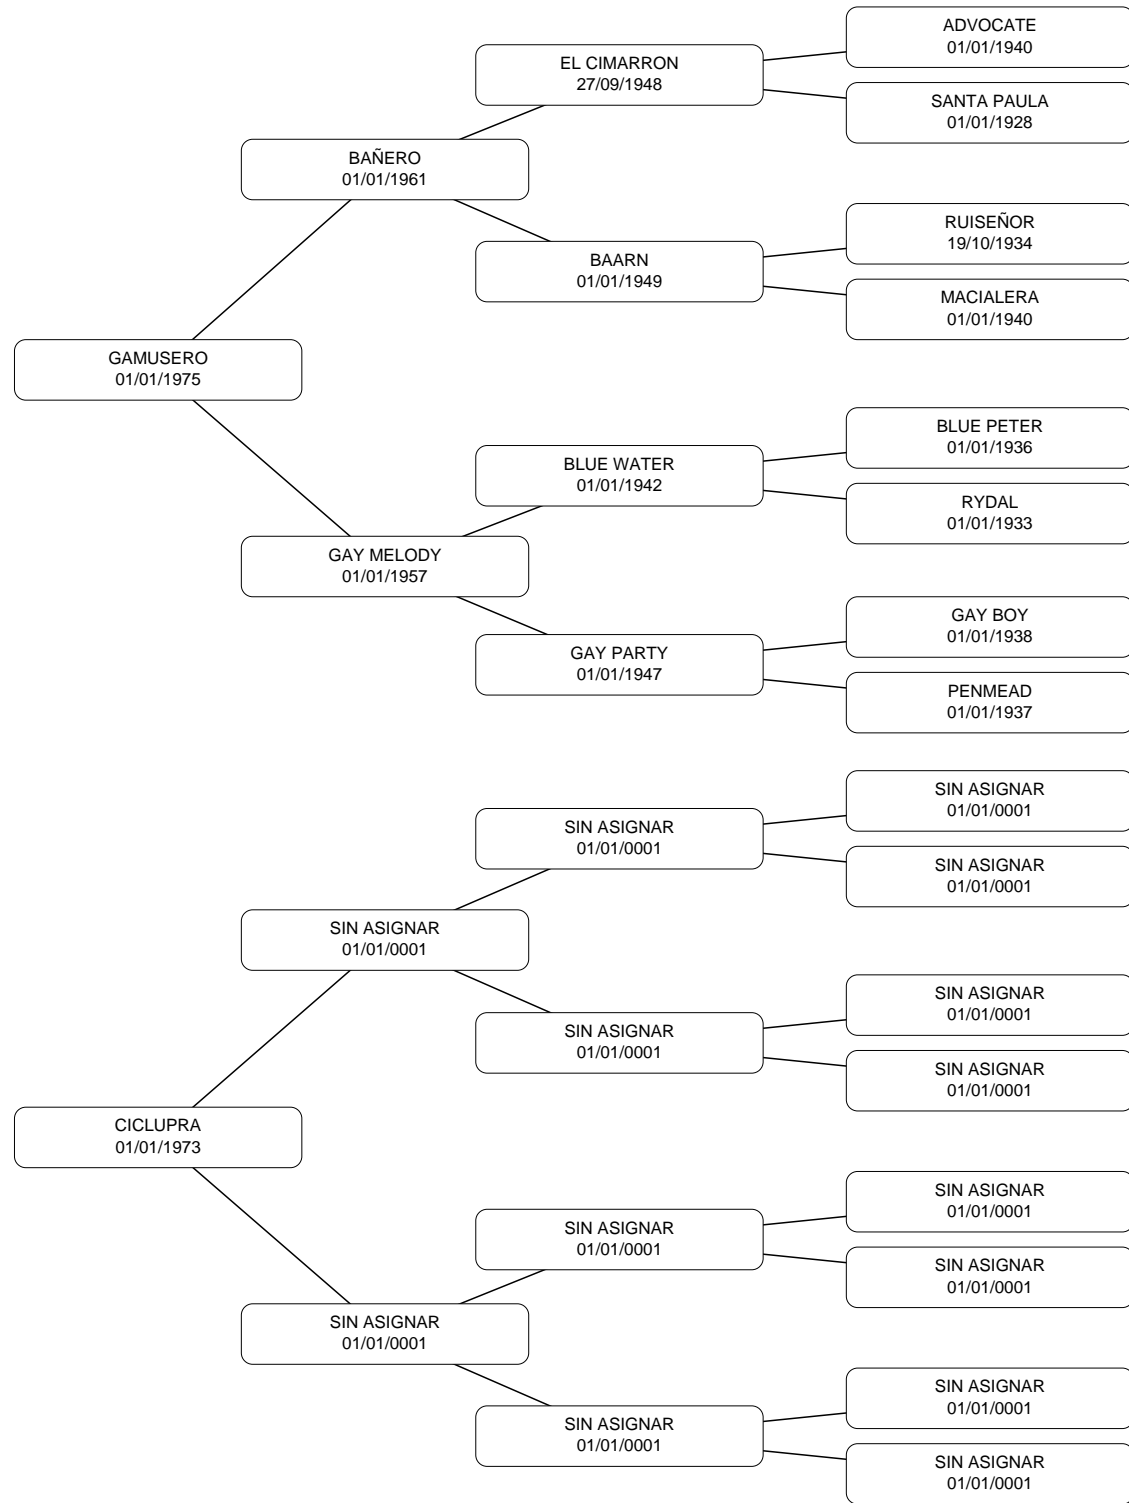 ADVOCATE
01/01/1940
EL CIMARRON
27/09/1948
SANTA PAULA
01/01/1928
BAÑERO
01/01/1961
RUISEÑOR
19/10/1934
BAARN
01/01/1949
MACIALERA
01/01/1940
GAMUSERO
01/01/1975
BLUE PETER
01/01/1936
BLUE WATER
01/01/1942
RYDAL
01/01/1933
GAY MELODY
01/01/1957
GAY BOY
01/01/1938
GAY PARTY
01/01/1947
PENMEAD
01/01/1937
SIN ASIGNAR
01/01/0001
SIN ASIGNAR
01/01/0001
SIN ASIGNAR
01/01/0001
SIN ASIGNAR
01/01/0001
SIN ASIGNAR
01/01/0001
SIN ASIGNAR
01/01/0001
SIN ASIGNAR
01/01/0001
CICLUPRA
01/01/1973
SIN ASIGNAR
01/01/0001
SIN ASIGNAR
01/01/0001
SIN ASIGNAR
01/01/0001
SIN ASIGNAR
01/01/0001
SIN ASIGNAR
01/01/0001
SIN ASIGNAR
01/01/0001
SIN ASIGNAR
01/01/0001